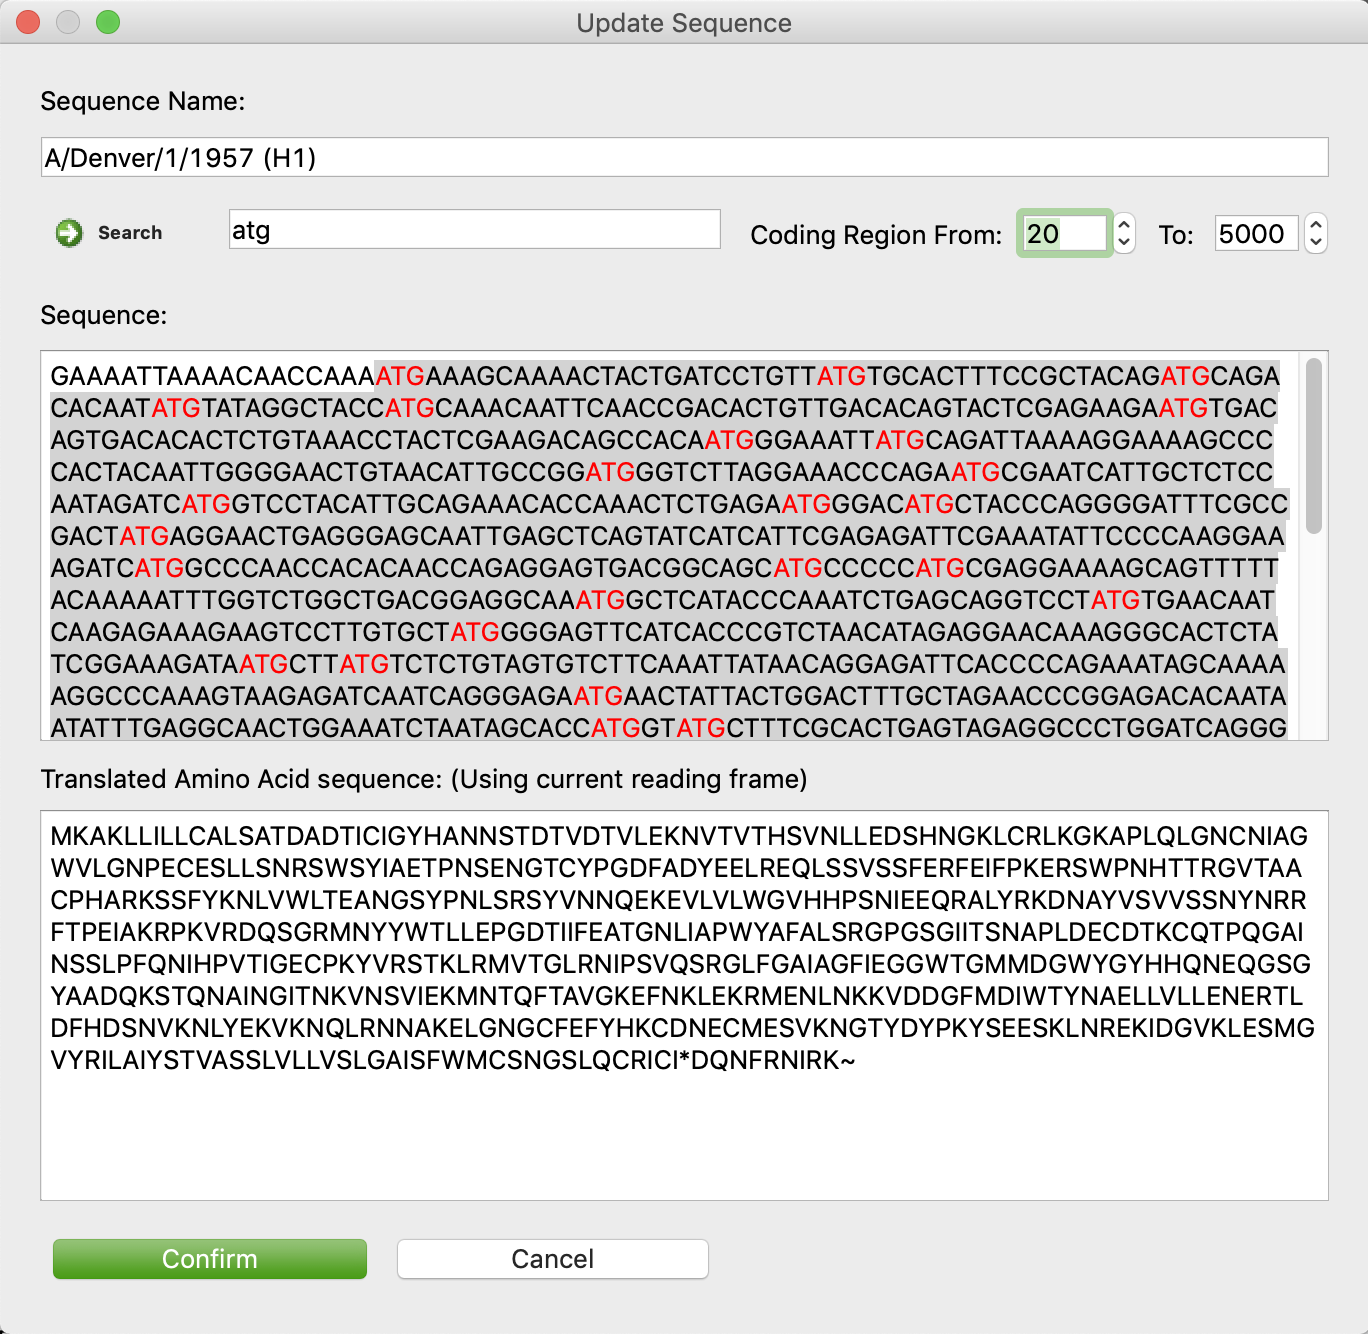 Update Sequence
Sequence Name:
A/Denver/1/1957 (H1)
Search
atg
Coding Region From: 20 To: 5000
Sequence:
GAAAATTAAAACAACCAAAATGAAAGCAAAACTACTGATCCTGTTATGTGCACTTTCCGCTACAGATGCAGA
CACAATATGTATAGGCTACCATGCAAACAATTCAACCGACACTGTTGACACAGTACTCGAGAAGAATGTGAC
AGTGACACACTCTGTAAACCTACTCGAAGACAGCCACAATGGGAAATTATGCAGATTAAAAGGAAAAGCCC
CACTACAATTGGGGAACTGTAACATTGCCGGATGGGTCTTAGGAAACCCAGAATGCGAATCATTGCTCTCC
AATAGATCATGGTCCTACATTGCAGAAACACCAAACTCTGAGAATGGGACATGCTACCCAGGGGATTTCGCC
GACTATGAGGAACTGAGGGAGCAATTGAGCTCAGTATCATCATTCGAGAGATTCGAAATATTCCCCAAGGAA
AGATCATGGCCCAACCACACAACCAGAGGAGTGACGGCAGCATGCCCCCATGCGAGGAAAAGCAGTTTTT
ACAAAAATTTGGTCTGGCTGACGGAGGCAAATGGCTCATACCCAAATCTGAGCAGGTCCTATGTGAACAAT
CAAGAGAAAGAAGTCCTTGTGCTATGGGGAGTTCATCACCCGTCTAACATAGAGGAACAAAGGGCACTCTA
TCGGAAAGATAATGCTTATGTCTCTGTAGTGTCTTCAAATTATAACAGGAGATTCACCCCAGAAATAGCAAAA
AGGCCCAAAGTAAGAGATCAATCAGGGAGAATGAACTATTACTGGACTTTGCTAGAACCCGGAGACACAATA
ATATTTGAGGCAACTGGAAATCTAATAGCACCATGGTATGCTTTCGCACTGAGTAGAGGCCCTGGATCAGGG
Translated Amino Acid sequence: (Using current reading frame)
MKAKLLILLCALSATDADTICIGYHANNSTDTVDTVLEKNVTVTHSVNLLEDSHNGKLCRLKGKAPLQLGNCNIAG
WVLGNPECESLLSNRSWSYIAETPNSENGTCYPGDFADYEELREQLSSVSSFERFEIFPKERSWPNHTTRGVTAA
CPHARKSSFYKNLVWLTEANGSYPNLSRSYVNNQEKEVLVLWGVHHPSNIEEQRALYRKDNAYVSVVSSNYNRR
FTPEIAKRPKVRDQSGRMNYYWTLLEPGDTIIFEATGNLIAPWYAFALSRGPGSGIITSNAPLDECDTKCQTPQGAI
NSSLPFQNIHPVTIGECPKYVRSTKLRMVTGLRNIPSVQSRGLFGAIAGFIEGGWTGMMDGWYGYHHQNEQGSG
YAADQKSTQNAINGITNKVNSVIEKMNTQFTAVGKEFNKLEKRMENLNKKVDDGFMDIWTYNAELLVLLENERTL
DFHDSNVKNLYEKVKNQLRNNAKELGNGCFEFYHKCDNECMESVKNGTYDYPKYSEESKLNREKIDGVKLESMG
VYRILAIYSTVASSLVLLVSLGAISFWMCSNGSLQCRICI*DQNFRNIRK~
Confirm
Cancel